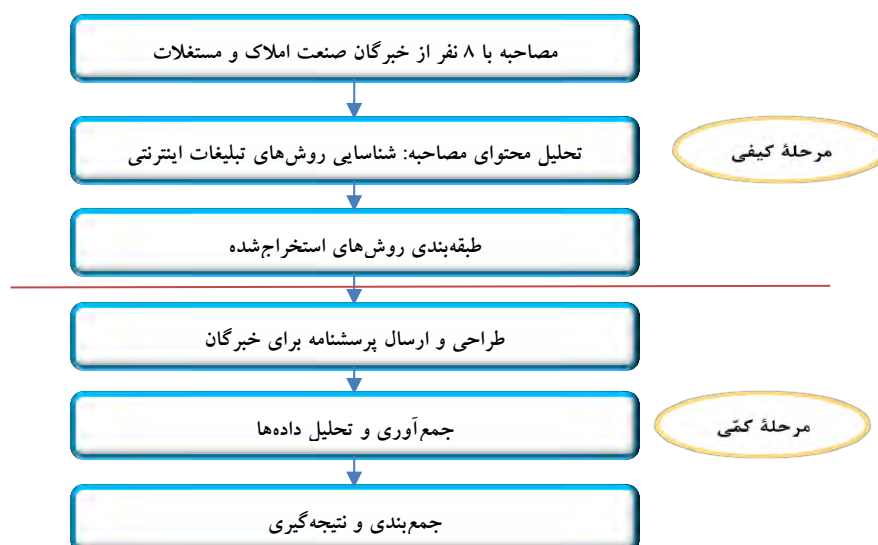 مصاحبه با ۸ نفر از خبرگان صنعت املاک و مستغلات
تحلیل محتوای مصاحبه: شناسایی روش‌های تبلیغات اینترنتی
مرحلهٔ کیفی
طبقه‌بندی روش‌های استخراج‌شده
طراحی و ارسال پرسشنامه برای خبرگان
جمع‌آوری و تحلیل داده‌ها
مرحلهٔ کمّی
جمع‌بندی و نتیجه‌گیری